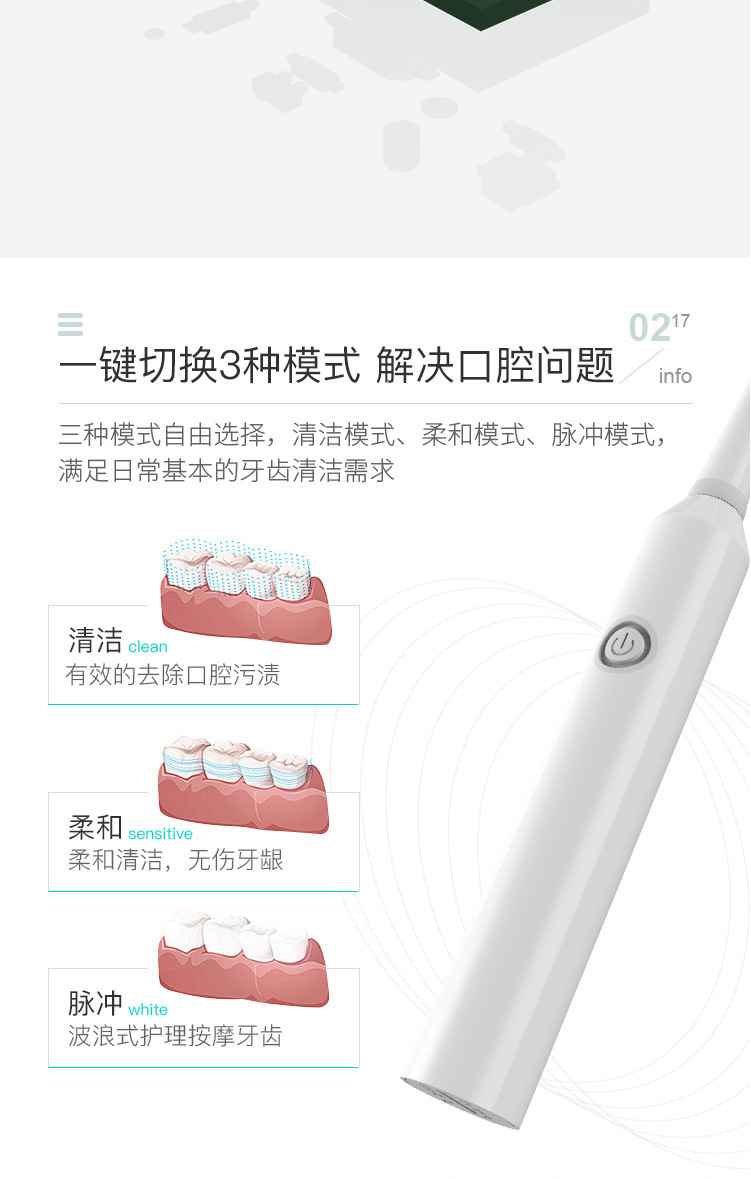 02 17
一键切换3种模式 解决口腔问题
info
三种模式自由选择，清洁模式、柔和模式、脉冲模式，
满足日常基本的牙齿清洁需求
清洁 clean
有效的去除口腔污渍
柔和 sensitive
柔和清洁，无伤牙龈
脉冲 white
波浪式护理按摩牙齿